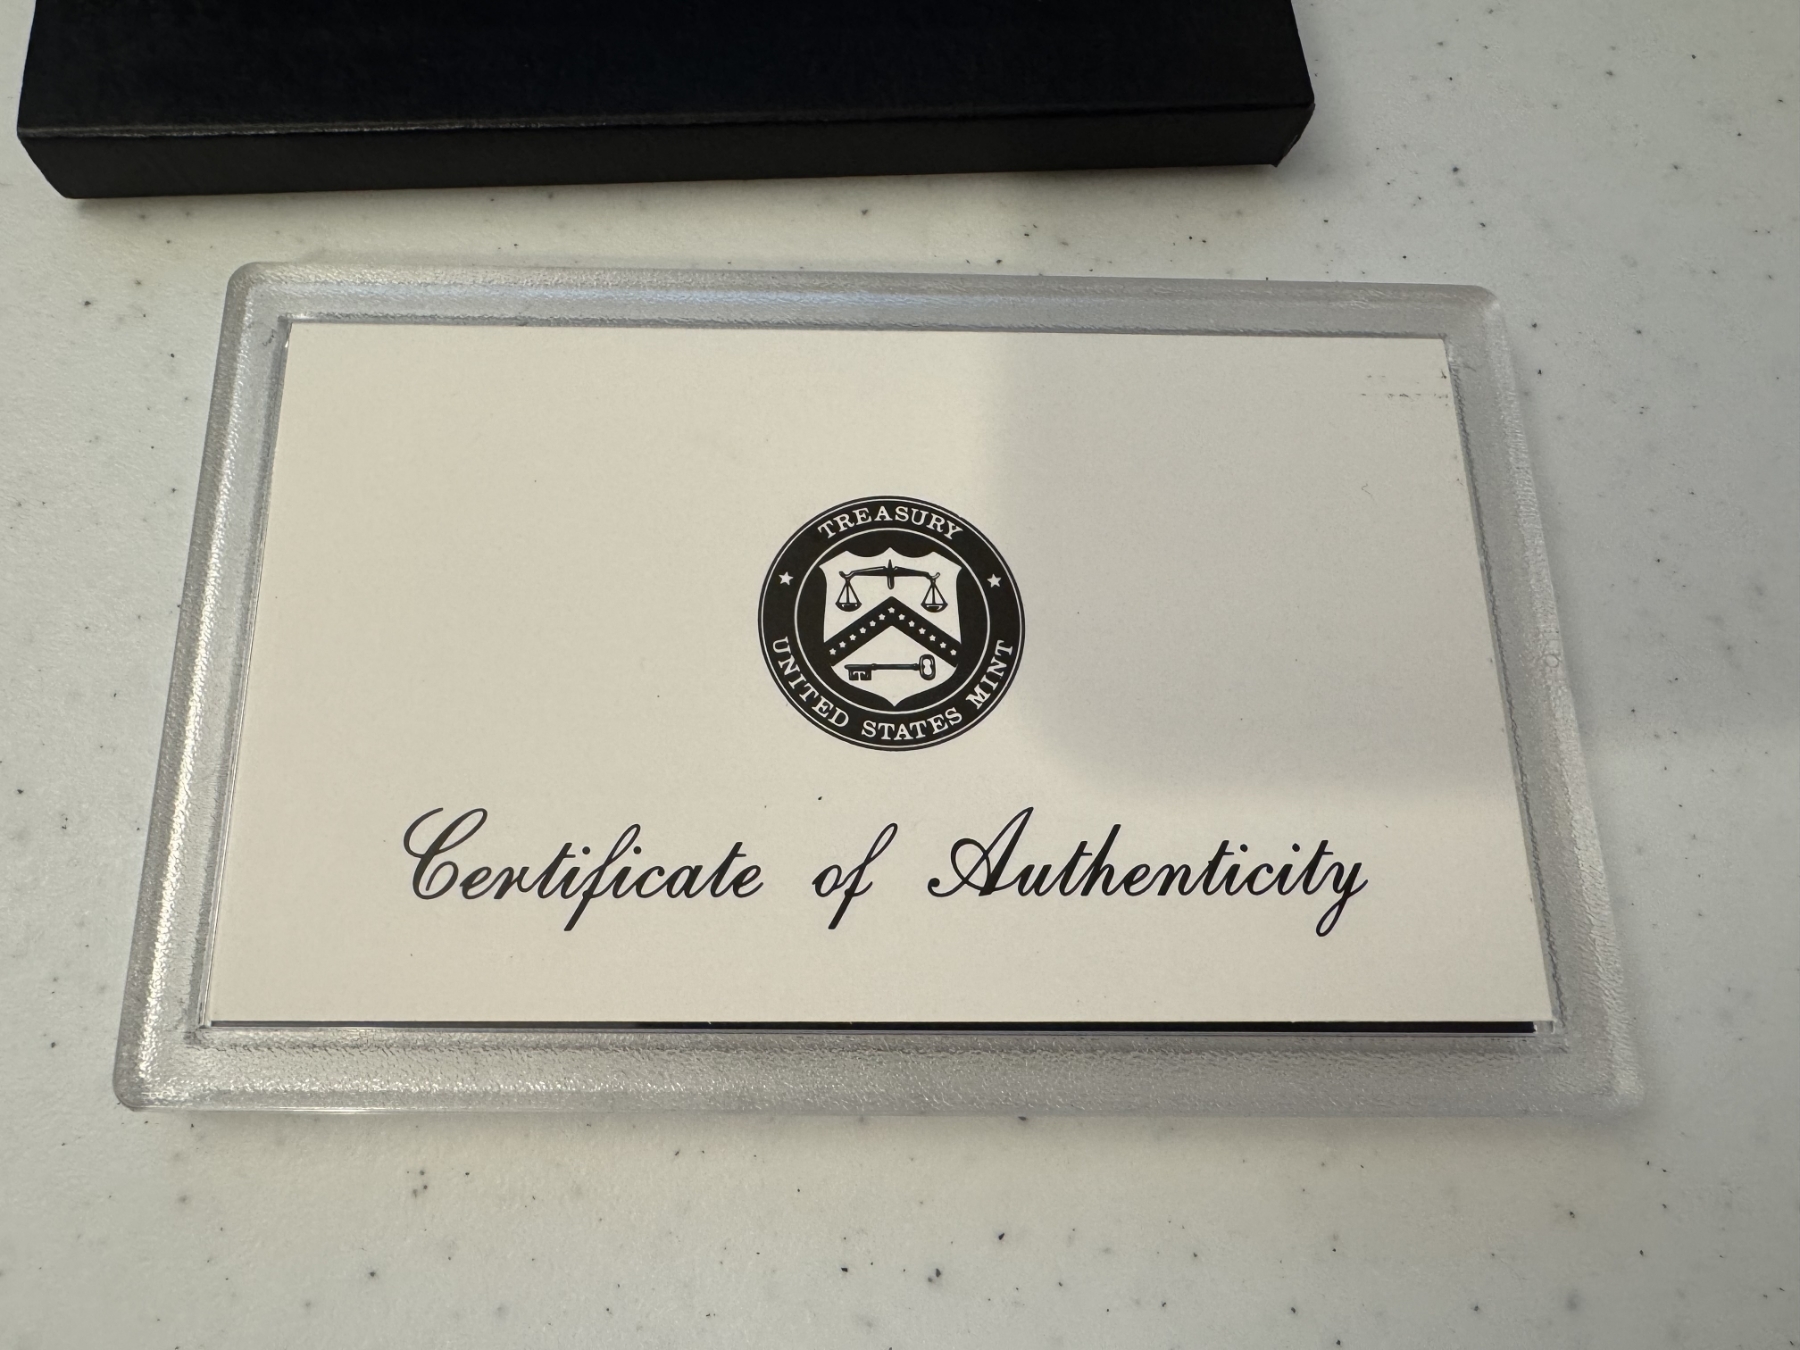 TREASURY
UNITED STATES MINT
Certificate of Authenticity